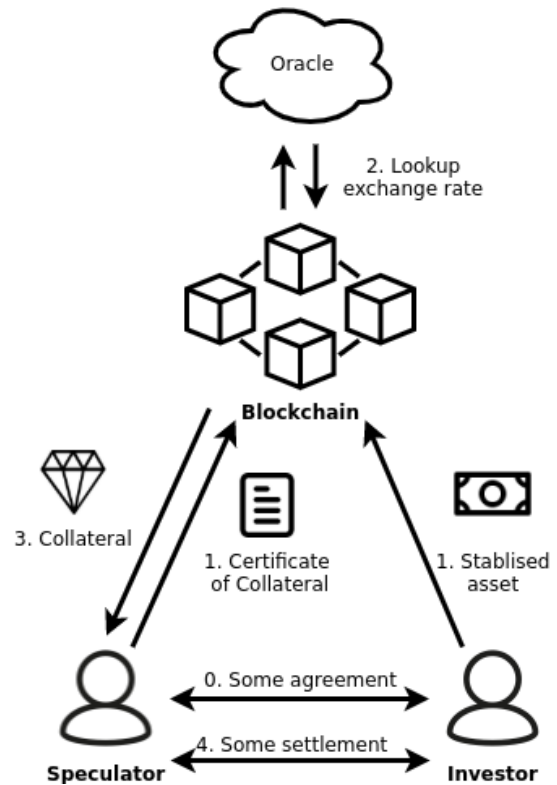 Oracle
2. Lookup
exchange rate
Blockchain
3. Collateral
1. Certificate
of Collateral
1. Stablised
asset
0. Some agreement
4. Some settlement
Speculator
Investor